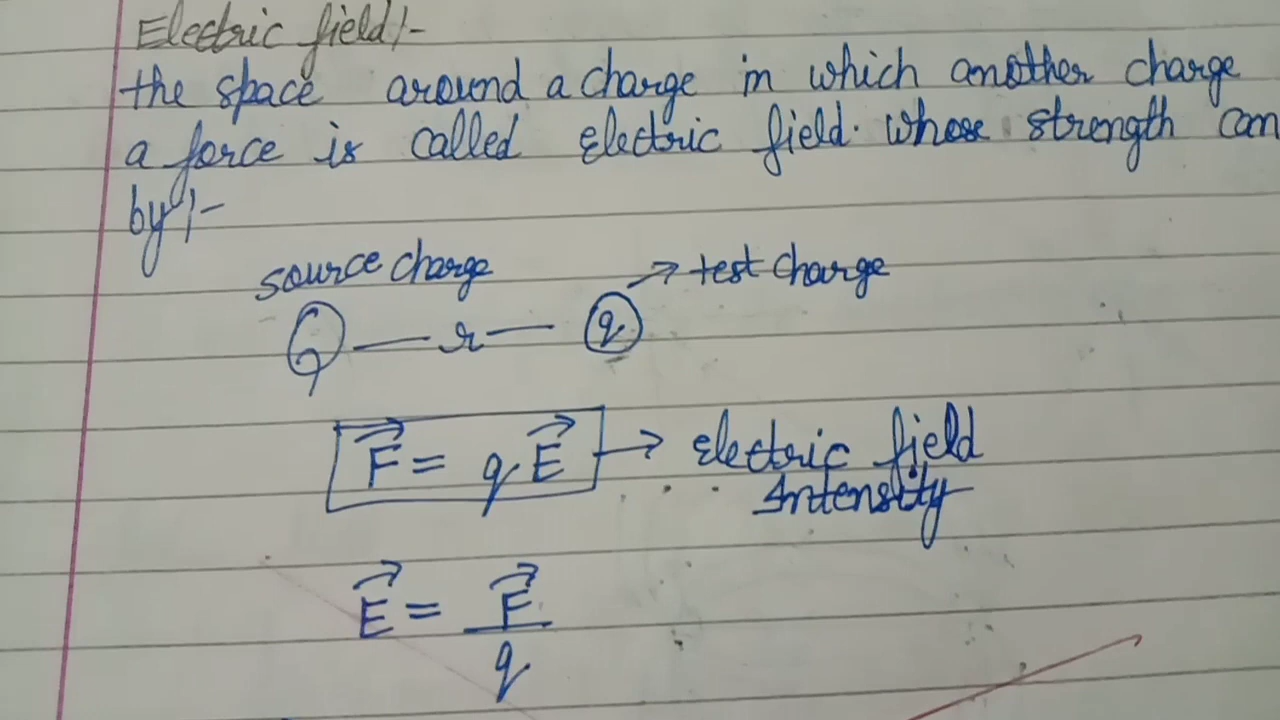 Electric field:-
the space around a charge in which another charge
a force is called electric field. whose strength can
by:-
source charge → test charge
Q — r — q
F⃗ = qE⃗ → electric field
Intensity
E⃗ = F⃗/q